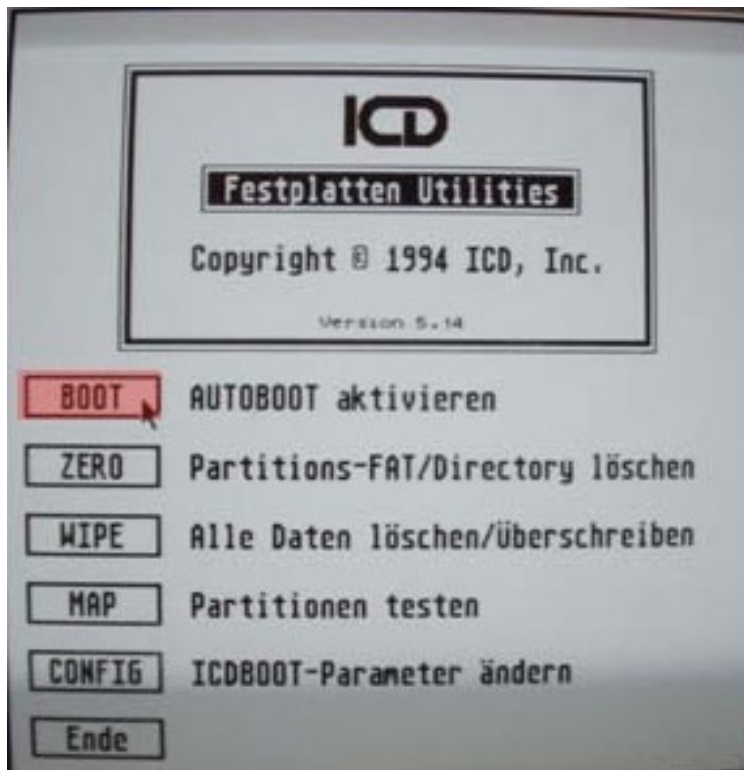 ICD
Festplatten Utilities
Copyright © 1994 ICD, Inc.
Version 5.14
BOOT AUTOBOOT aktivieren
ZERO Partitions-FAT/Directory löschen
WIPE Alle Daten löschen/Überschreiben
MAP Partitionen testen
CONFIG ICDBOOT-Parameter ändern
Ende